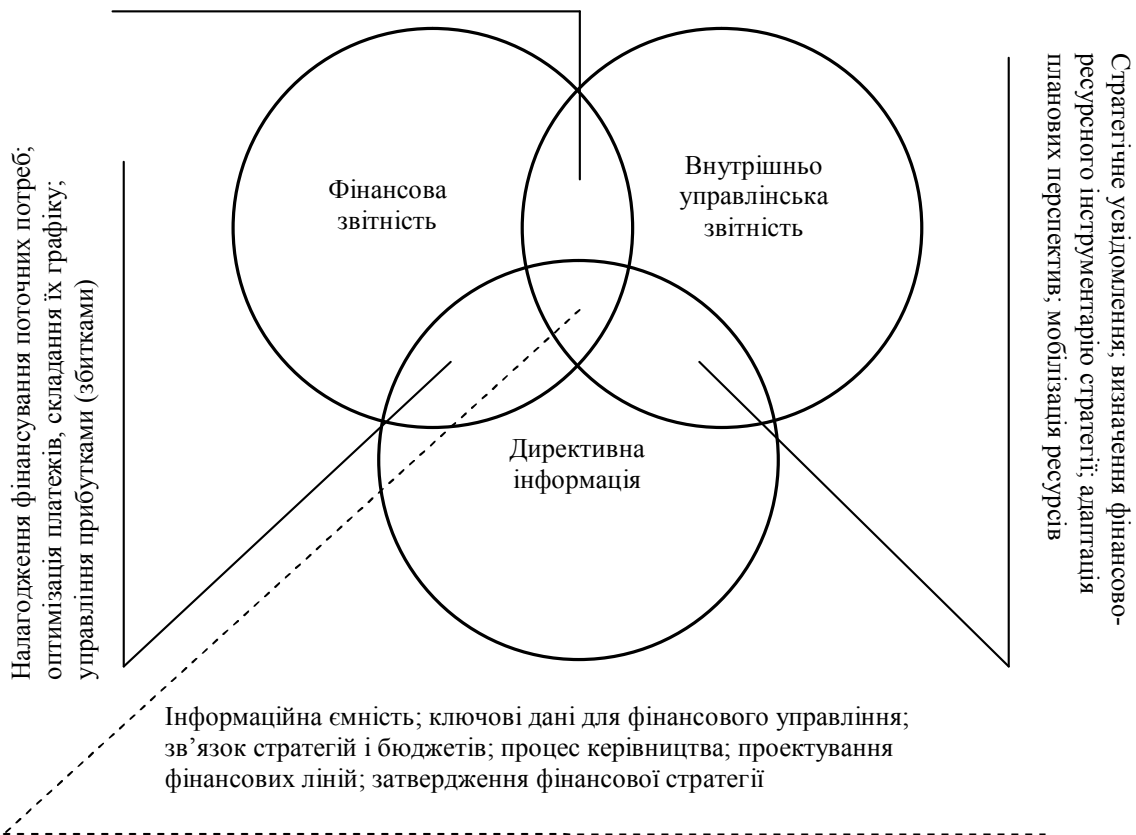 Фінансова
звітність
Внутрішньо
управлінська
звітність
Директивна
інформація
Налагодження фінансування поточних потреб;
оптимізація платежів, складання їх графіку;
управління прибутками (збитками)
Стратегічне усвідомлення; визначення фінансово-
ресурсного інструментарію стратегії; адаптація
планових перспектив; мобілізація ресурсів
Інформаційна ємність; ключові дані для фінансового управління;
зв’язок стратегій і бюджетів; процес керівництва; проектування
фінансових ліній; затвердження фінансової стратегії